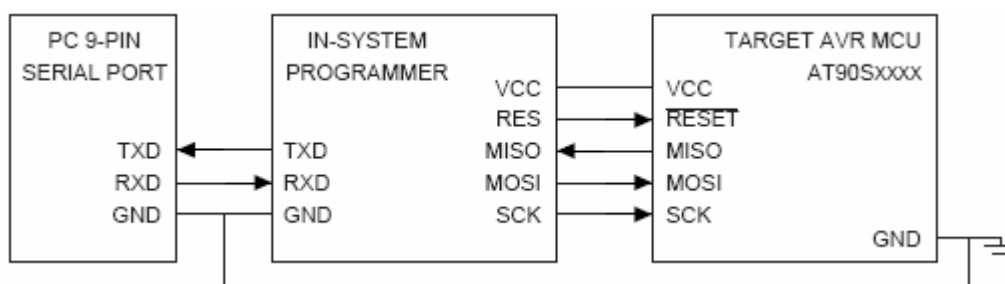 PC 9-PIN
SERIAL PORT
TXD
RXD
GND
IN-SYSTEM
PROGRAMMER
VCC
RES
TXD
MISO
RXD
MOSI
GND
SCK
TARGET AVR MCU
AT90SXXXX
VCC
RESET
MISO
MOSI
SCK
GND